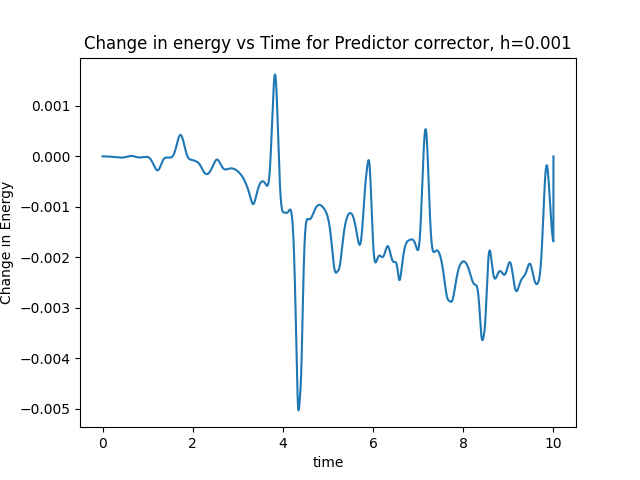 Change in energy vs Time for Predictor corrector, h=0.001
Change in Energy
0.001
0.000
−0.001
−0.002
−0.003
−0.004
−0.005
0 2 4 6 8 10
time